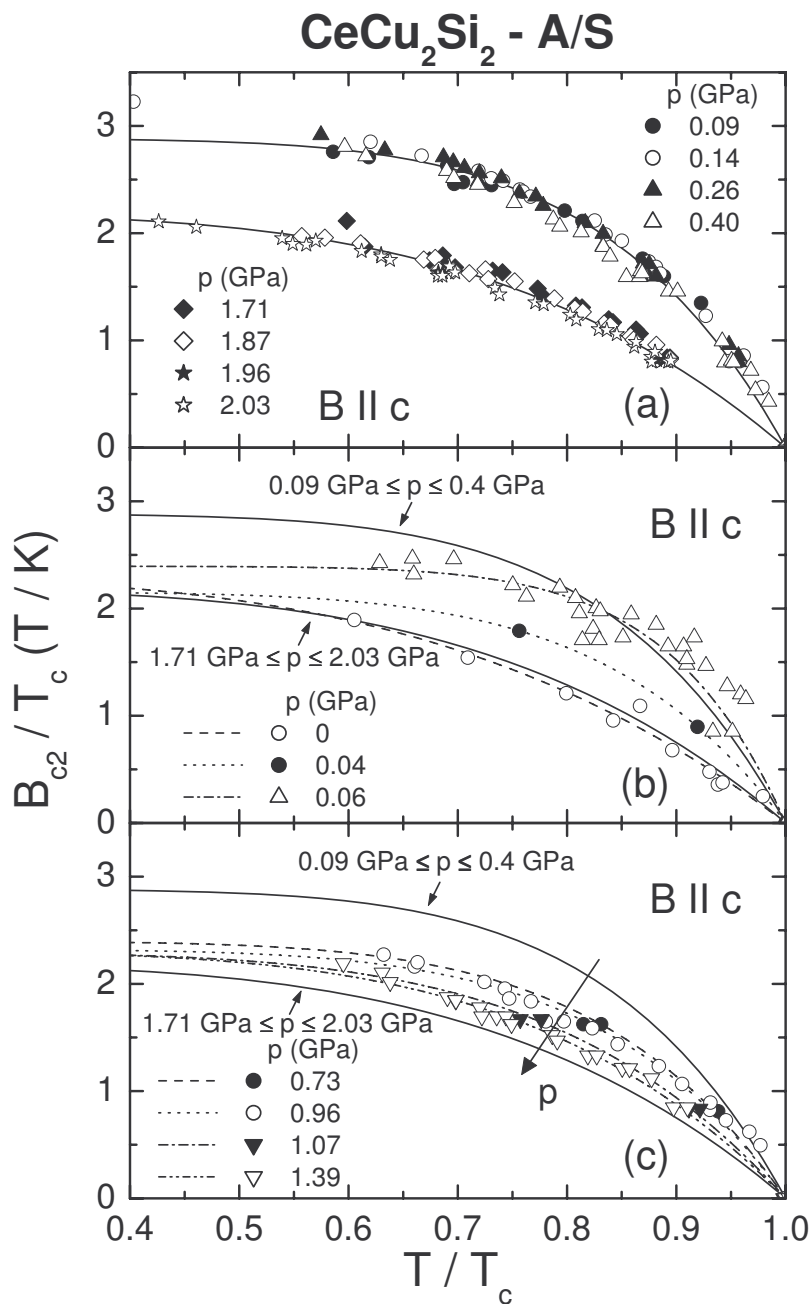 CeCu₂Si₂ - A/S
3
p (GPa)
0.09
0.14
0.26
0.40
2
p (GPa)
1.71
1.87
1.96
2.03
1
B II c
(a)
0
0.09 GPa ≤ p ≤ 0.4 GPa
3
B II c
2
1.71 GPa ≤ p ≤ 2.03 GPa
p (GPa)
0
0.04
0.06
1
(b)
0
B_c2 / T_c (T / K)
0.09 GPa ≤ p ≤ 0.4 GPa
3
B II c
2
1.71 GPa ≤ p ≤ 2.03 GPa
p (GPa)
0.73
0.96
1.07
1.39
p
1
(c)
0
0.4 0.5 0.6 0.7 0.8 0.9 1.0
T / T_c